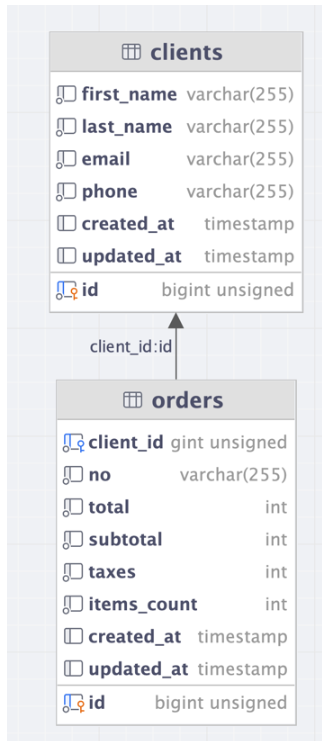 clients
first_name varchar(255)
last_name varchar(255)
email varchar(255)
phone varchar(255)
created_at timestamp
updated_at timestamp
id bigint unsigned
client_id:id
orders
client_id gint unsigned
no varchar(255)
total int
subtotal int
taxes int
items_count int
created_at timestamp
updated_at timestamp
id bigint unsigned